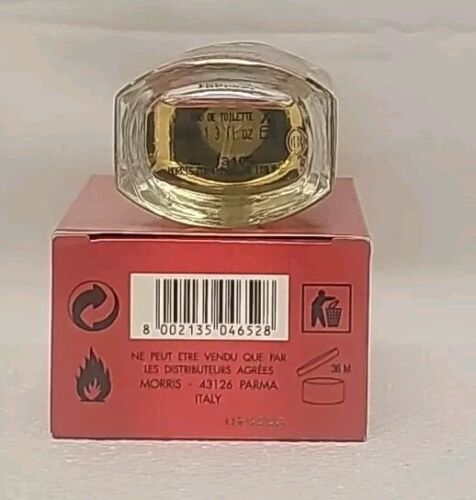 EAU DE TOILETTE
1.3 fl.oz
8 002135 046528
NÉ PEUT ETRE VENDU QUE PAR
LES DISTRIBUTEURS AGRÉES
MORRIS - 43126 PARMA
ITALY
36 M